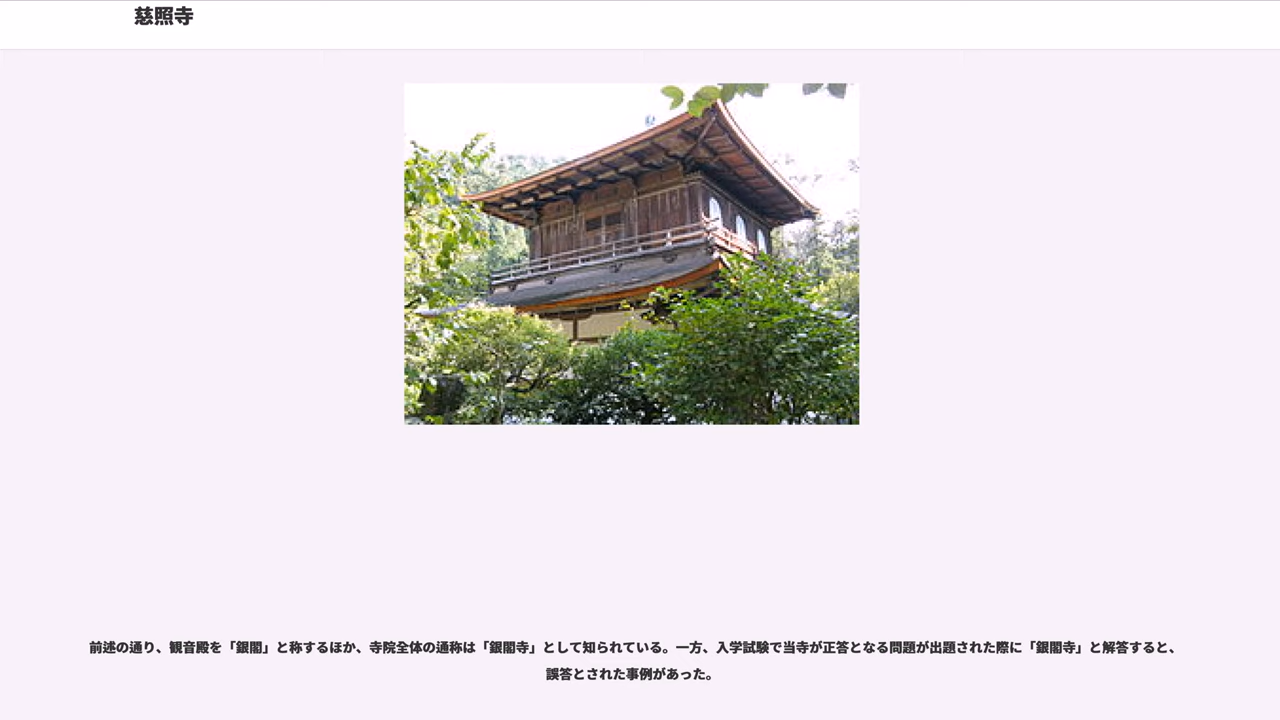 慈照寺
前述の通り、観音殿を「銀閣」と称するほか、寺院全体の通称は「銀閣寺」として知られている。一方、入学試験で当寺が正答となる問題が出題された際に「銀閣寺」と解答すると、
誤答とされた事例があった。